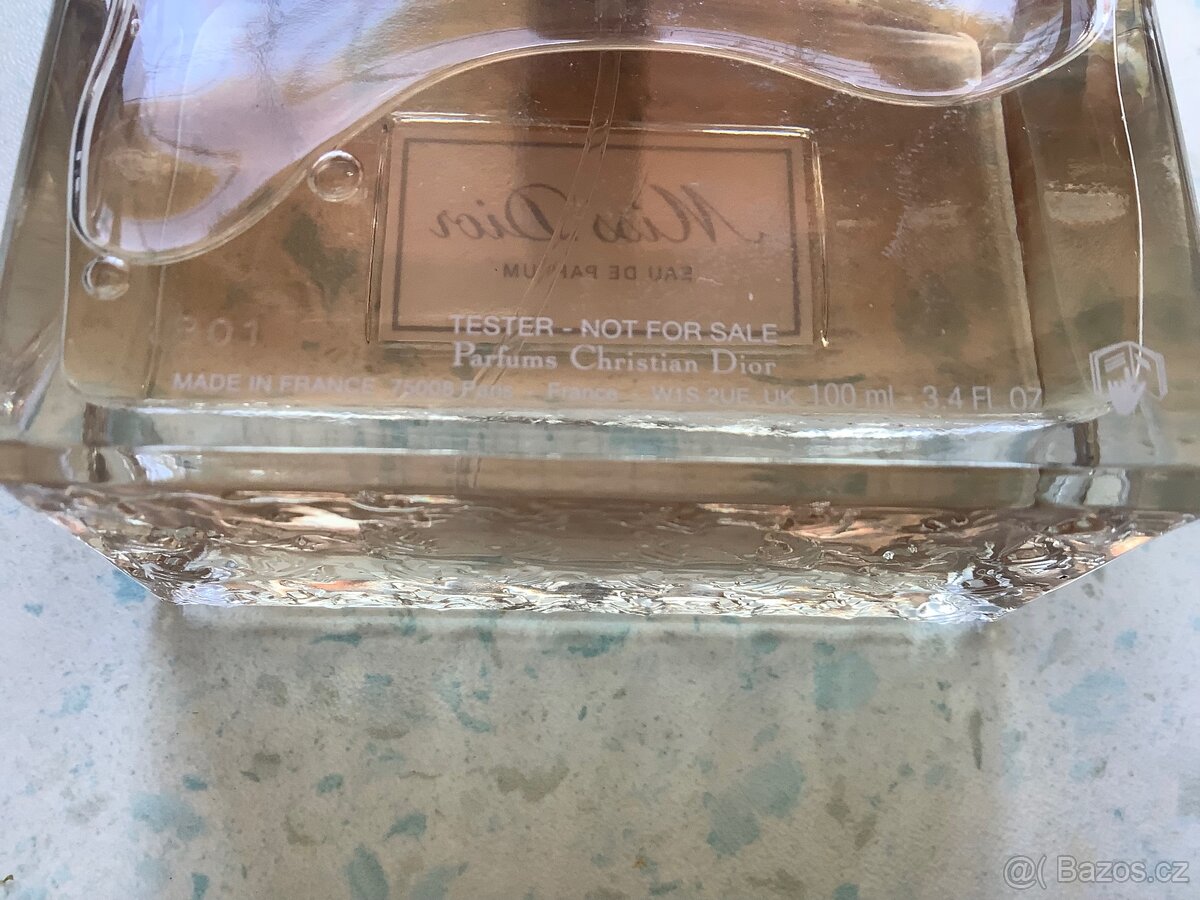 Miss Dior
EAU DE PARFUM
TESTER - NOT FOR SALE
Parfums Christian Dior
MADE IN FRANCE 75008 Paris - France - W1S 2UF, UK 100 ml - 3.4 FL OZ
@( Bazos.cz